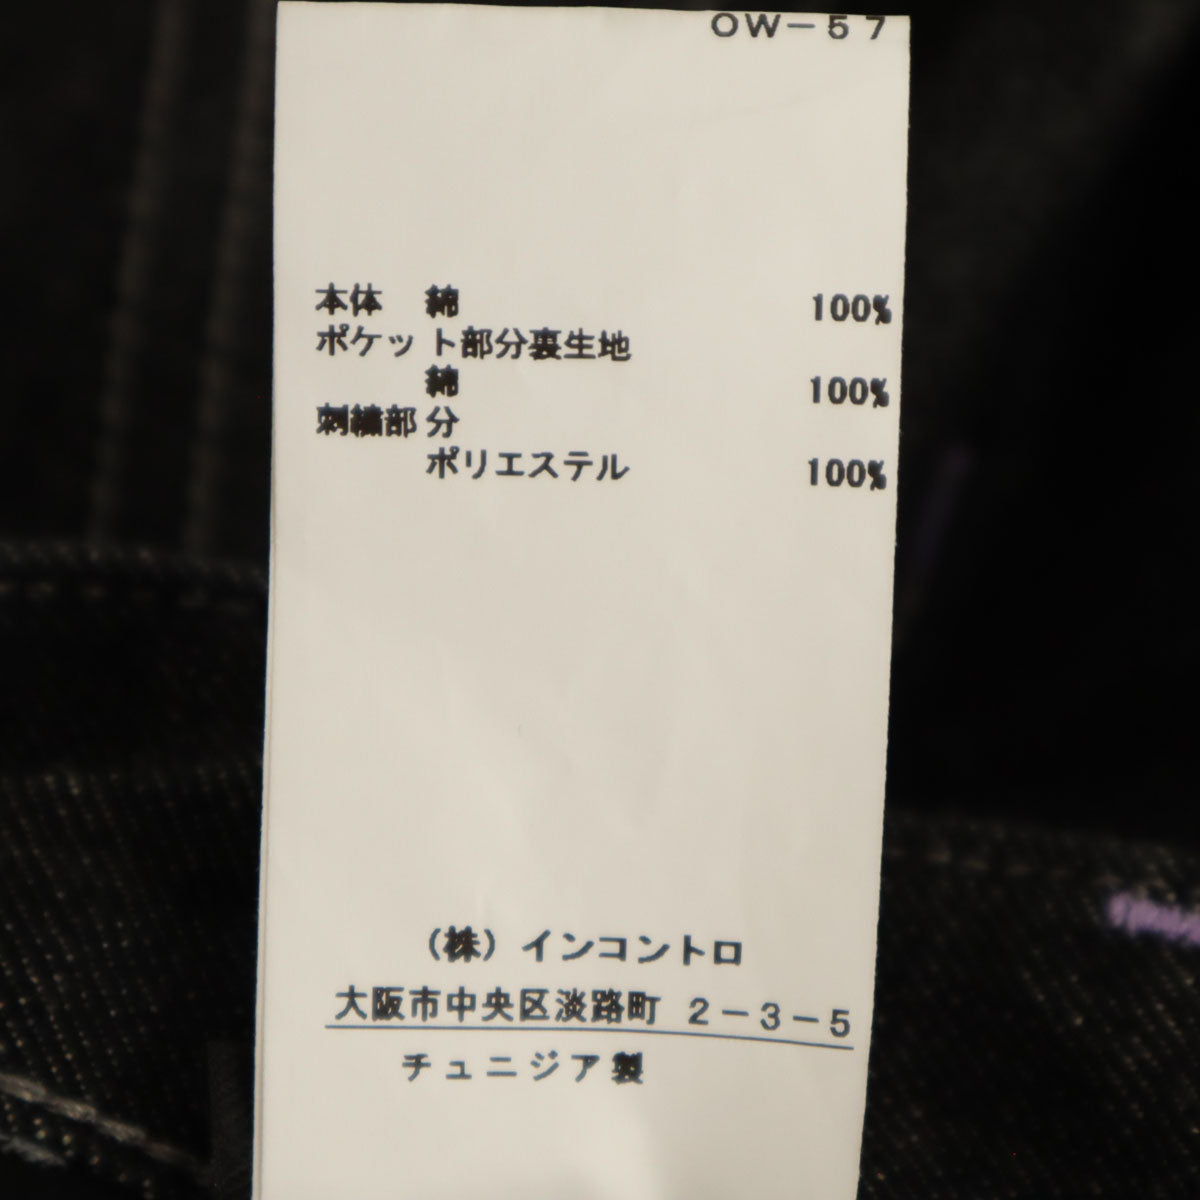 OW-57
本体 綿 100%
ポケット部分裏生地
綿 100%
刺繍部分
ポリエステル 100%
(株) インコントロ
大阪市中央区淡路町 2-3-5
チュニジア製